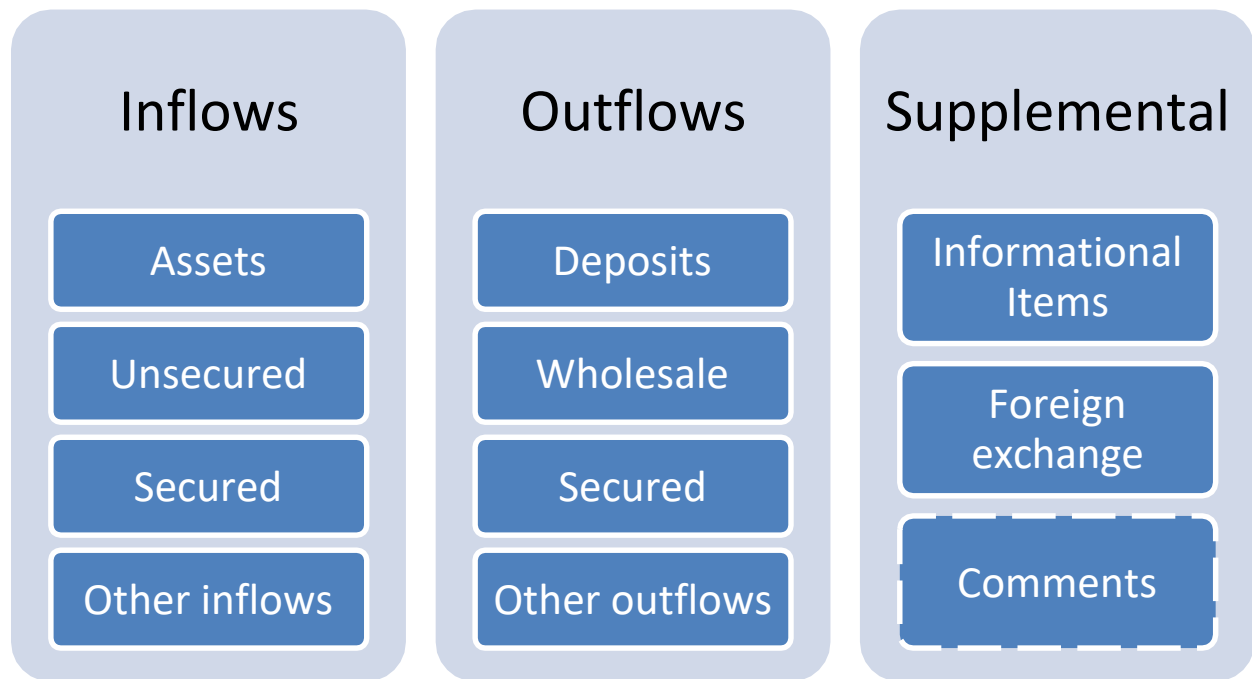 Inflows
Assets
Unsecured
Secured
Other inflows
Outflows
Deposits
Wholesale
Secured
Other outflows
Supplemental
Informational
Items
Foreign
exchange
Comments